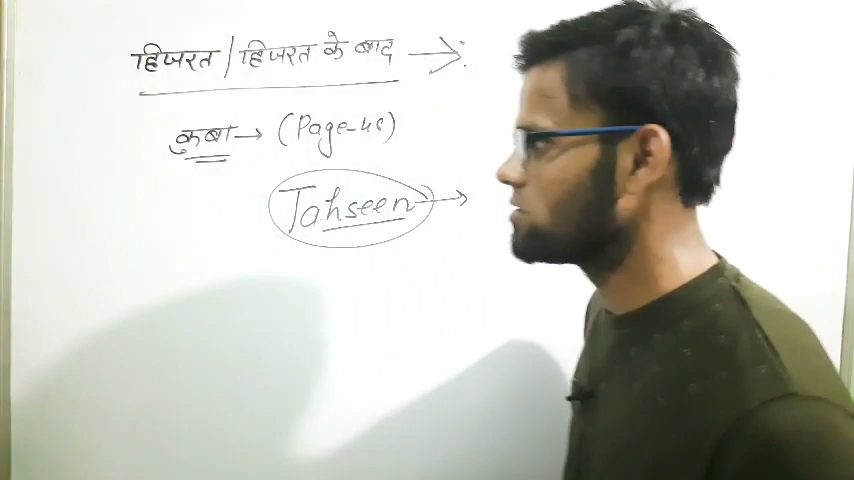 हिजरत / हिजरत के बाद →:
कुबा → (Page-46)
Tahseen →